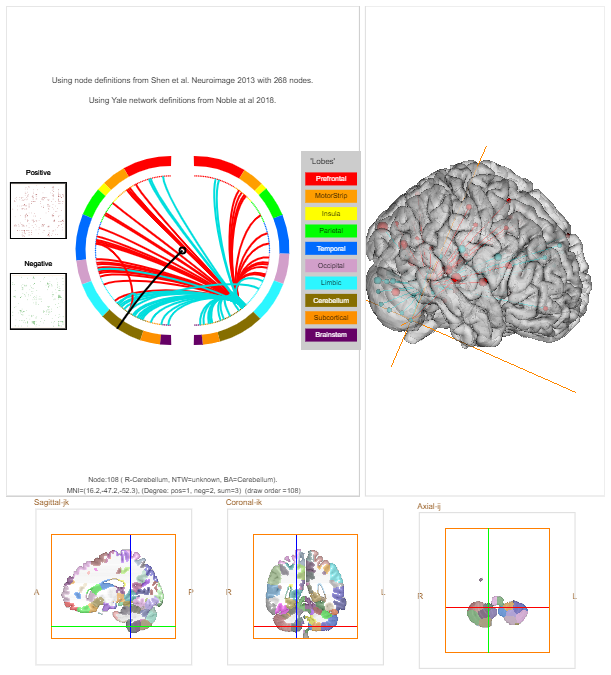 Using node definitions from Shen et al. Neuroimage 2013 with 268 nodes.
Using Yale network definitions from Noble at al 2018.
'Lobes'
Prefrontal
MotorStrip
Insula
Parietal
Temporal
Occipital
Limbic
Cerebellum
Subcortical
Brainstem
Positive
Negative
Node:108 ( R-Cerebellum, NTW=unknown, BA=Cerebellum).
MNI=(16.2,-47.2,-52.3), (Degree: pos=1, neg=2, sum=3)  (draw order =108)
Sagittal-jk
A
P
Coronal-ik
R
L
Axial-ij
R
L